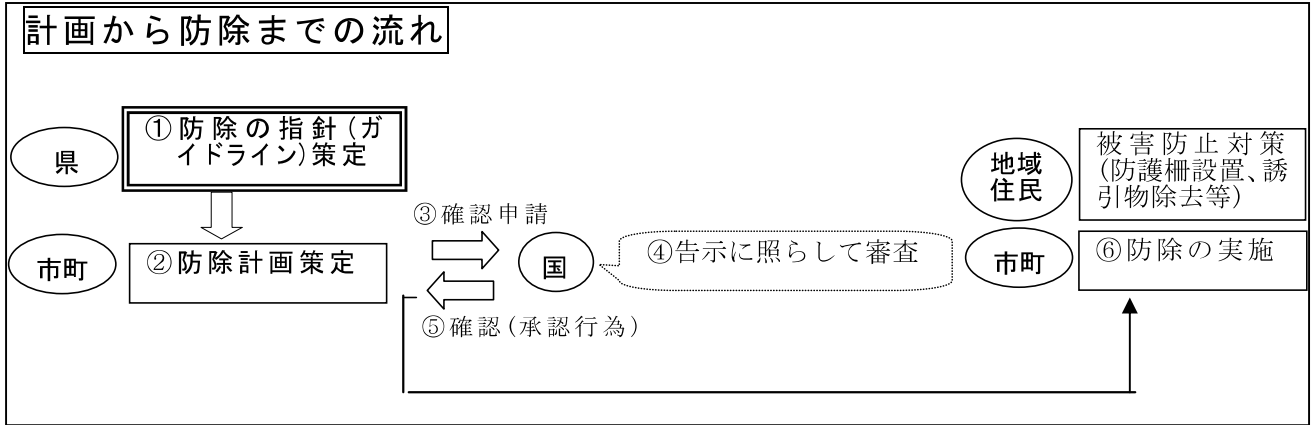 計画から防除までの流れ
県
①防除の指針(ガ
イドライン)策定
市町
②防除計画策定
③確認申請
国
④告示に照らして審査
⑤確認(承認行為)
地域
住民
被害防止対策
(防護柵設置、誘
引物除去等)
市町
⑥防除の実施